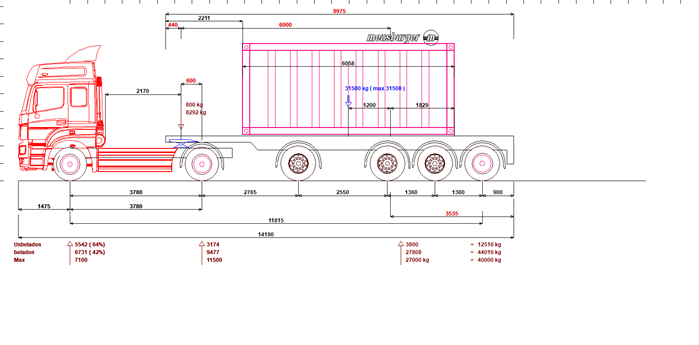 9975
2211
440
6000
meusburger m
6058
600
31500 kg ( max 31500 )
2170
800 kg
8292 kg
1200
1829
3780
2765
2550
1360
1360
900
1475
3780
3535
11815
14190
Unbeladen 5542 ( 64%) 3174 3800 = 12516 kg
beladen 6731 ( 42%) 9477 27808 = 44016 kg
Max 7100 11500 27000 kg = 40000 kg